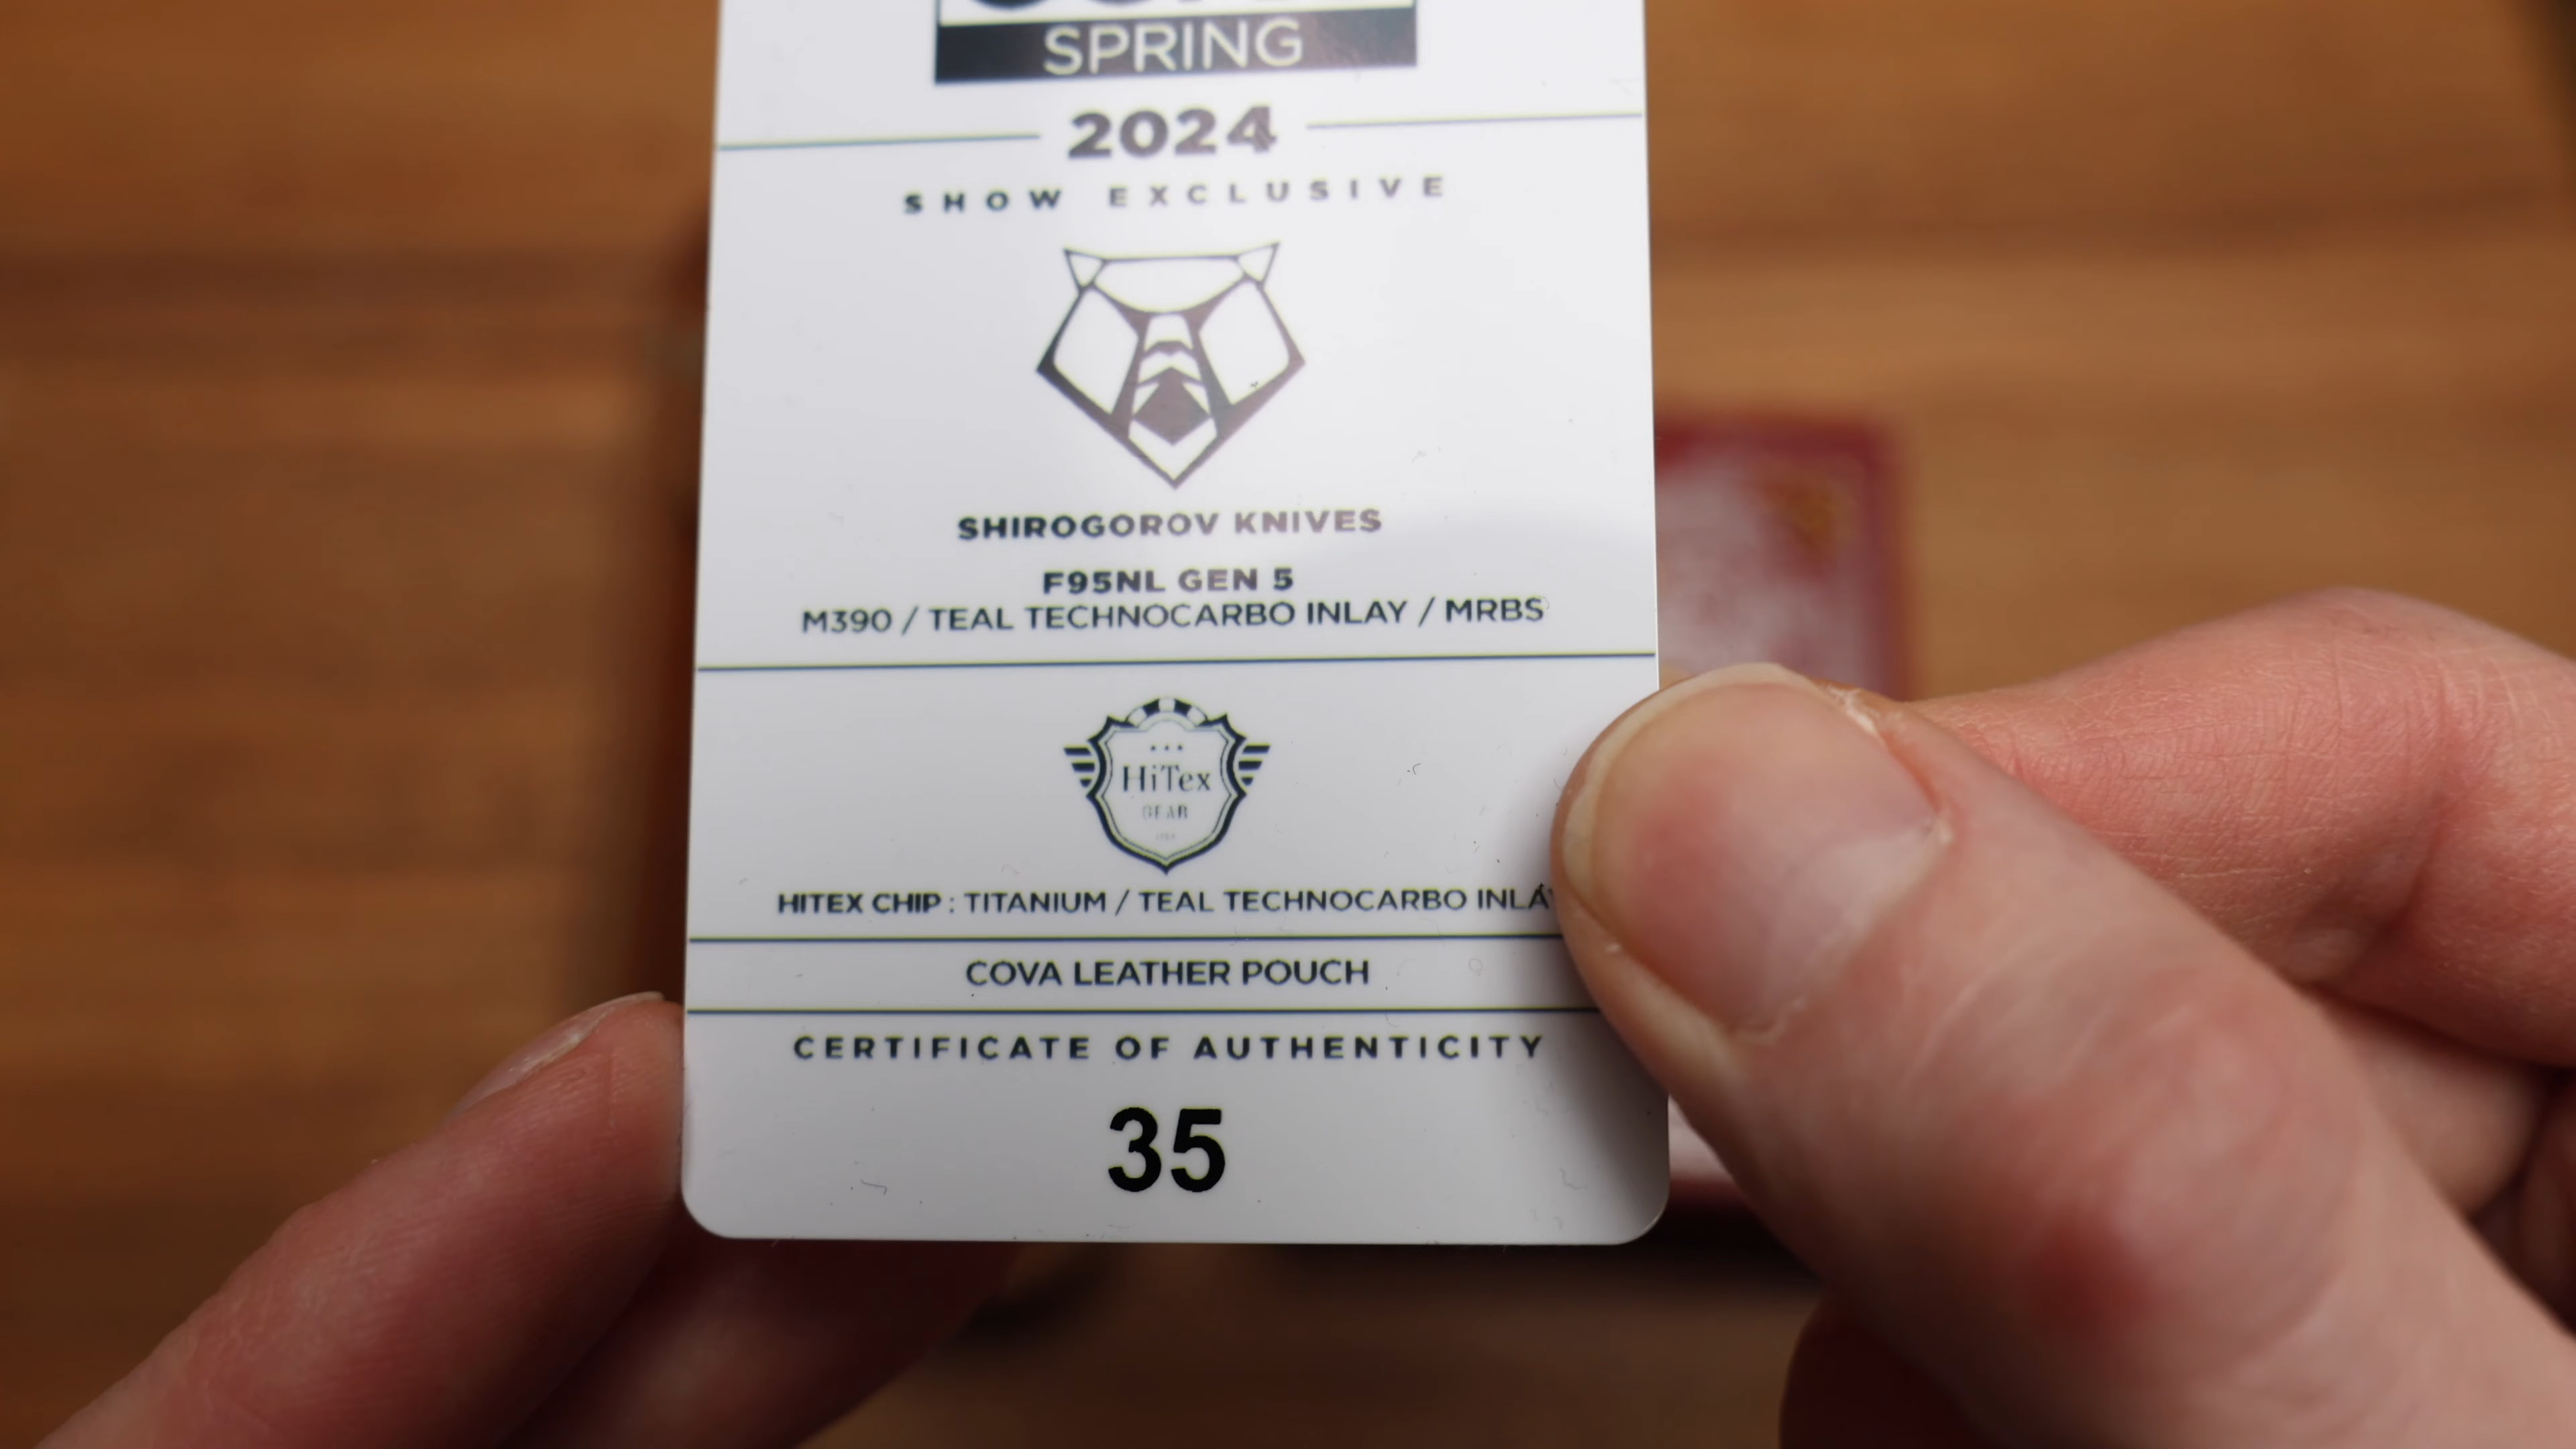 SPRING
2024
SHOW EXCLUSIVE
SHIROGOROV KNIVES
F95NL GEN 5
M390 / TEAL TECHNOCARBO INLAY / MRBS
HiTex
GEAR
HITEX CHIP : TITANIUM / TEAL TECHNOCARBO INLAY
COVA LEATHER POUCH
CERTIFICATE OF AUTHENTICITY
35